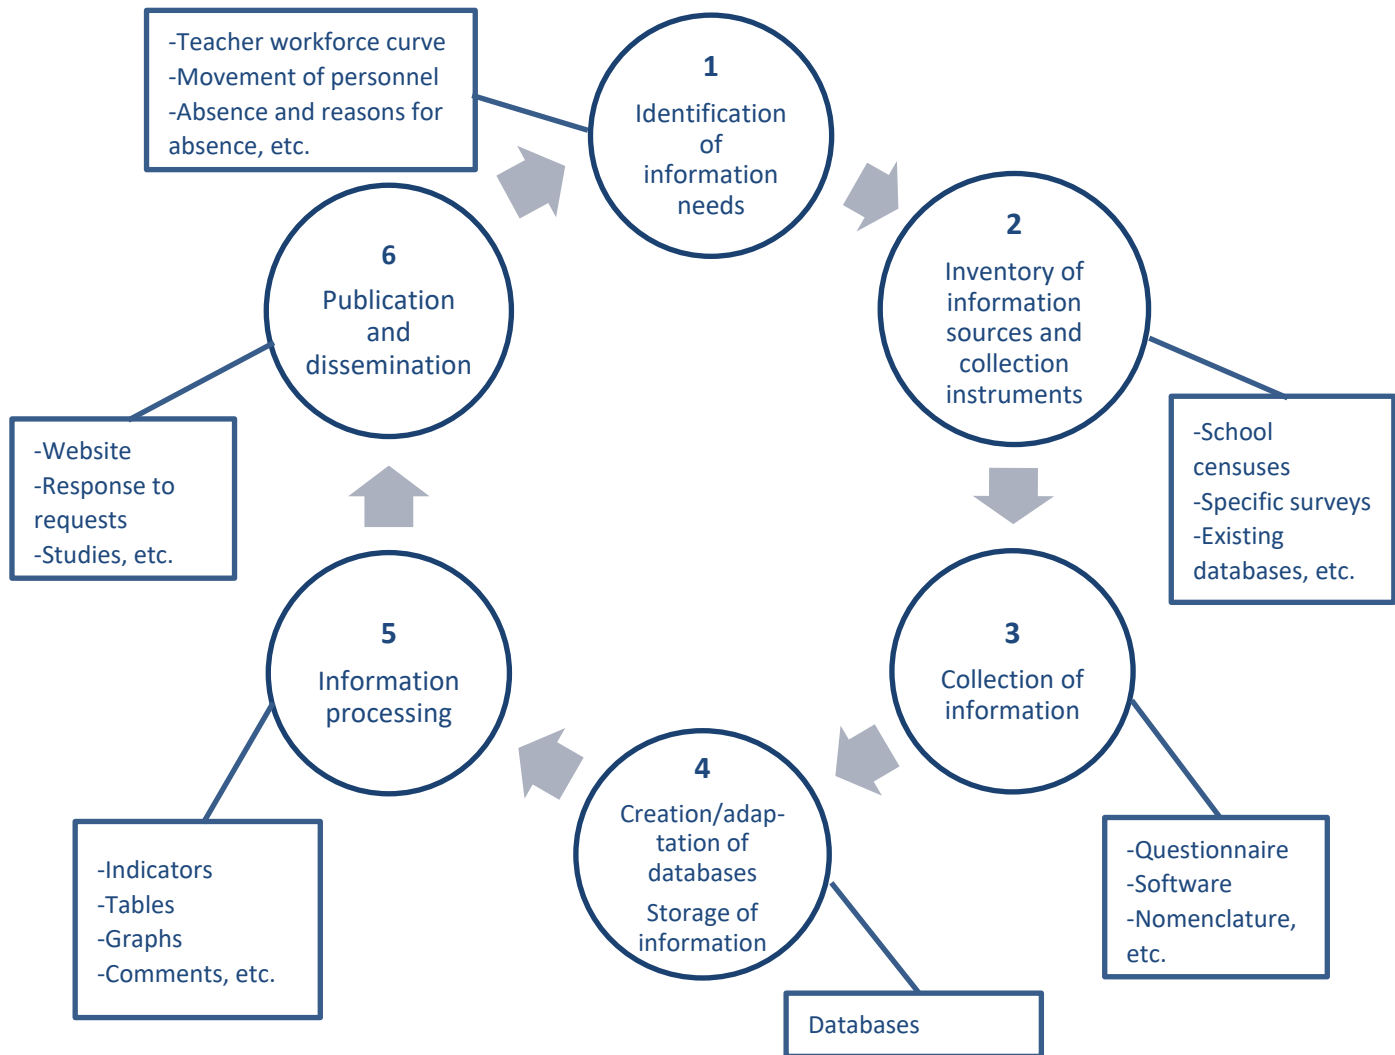 -Teacher workforce curve
-Movement of personnel
-Absence and reasons for
absence, etc.
1
Identification
of
information
needs
2
Inventory of
information
sources and
collection
instruments
-School
censuses
-Specific surveys
-Existing
databases, etc.
3
Collection of
information
-Questionnaire
-Software
-Nomenclature,
etc.
4
Creation/adap-
tation of
databases
Storage of
information
Databases
5
Information
processing
-Indicators
-Tables
-Graphs
-Comments, etc.
6
Publication
and
dissemination
-Website
-Response to
requests
-Studies, etc.